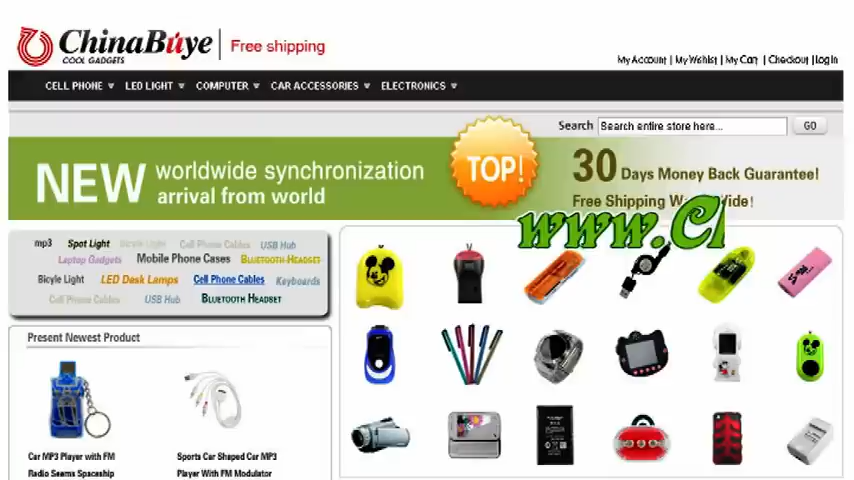 ChinaBuye
COOL GADGETS
Free shipping
My Account | My Wishlist | My Cart | Checkout | Log In
CELL PHONE LED LIGHT COMPUTER CAR ACCESSORIES ELECTRONICS
Search Search entire store here... GO
NEW worldwide synchronization
arrival from world
TOP!
30 Days Money Back Guarantee!
Free Shipping Wide!
www.C
mp3 Spot Light Bicycle Light Cell Phone Cables USB Hub
Laptop Gadgets Mobile Phone Cases Bluetooth Headset
Bicyle Light LED Desk Lamps Cell Phone Cables Keyboards
Cell Phone Cables USB Hub Bluetooth Headset
Present Newest Product
Car MP3 Player with FM
Radio Seems Spaceship
Sports Car Shaped Car MP3
Player With FM Modulator